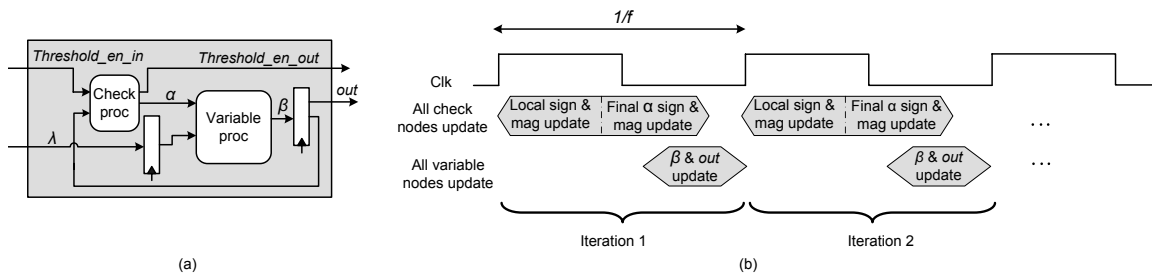 Threshold_en_in
Threshold_en_out
Check
proc
α
Variable
proc
β
out
λ
(a)
1/f
Clk
All check
nodes update
Local sign &
mag update
Final α sign &
mag update
Local sign &
mag update
Final α sign &
mag update
...
All variable
nodes update
β & out
update
β & out
update
...
Iteration 1
Iteration 2
(b)